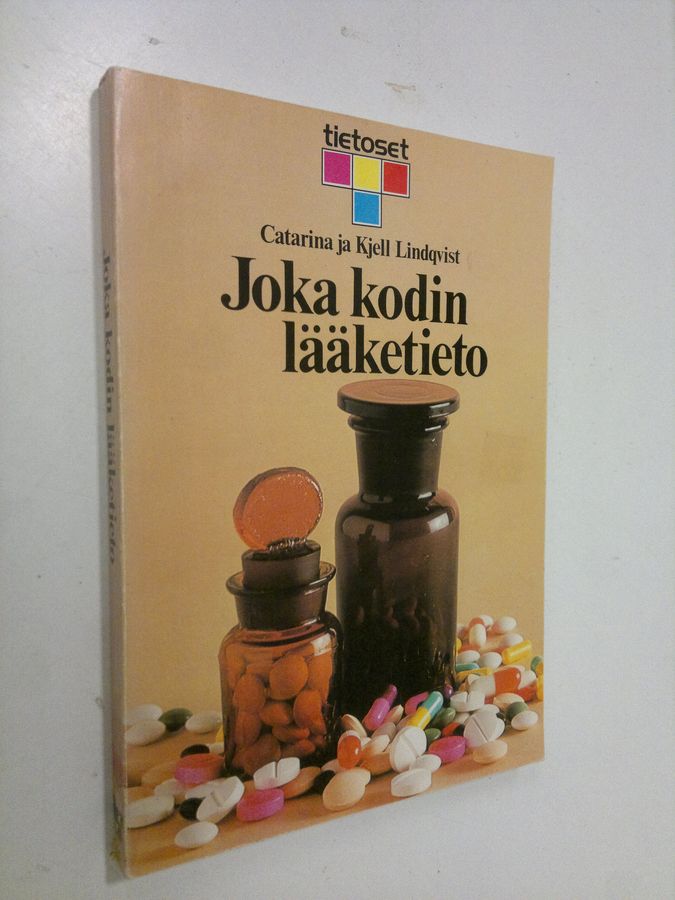 tietoset
Catarina ja Kjell Lindqvist
Joka kodin
lääketieto
Joka kodin lääketieto